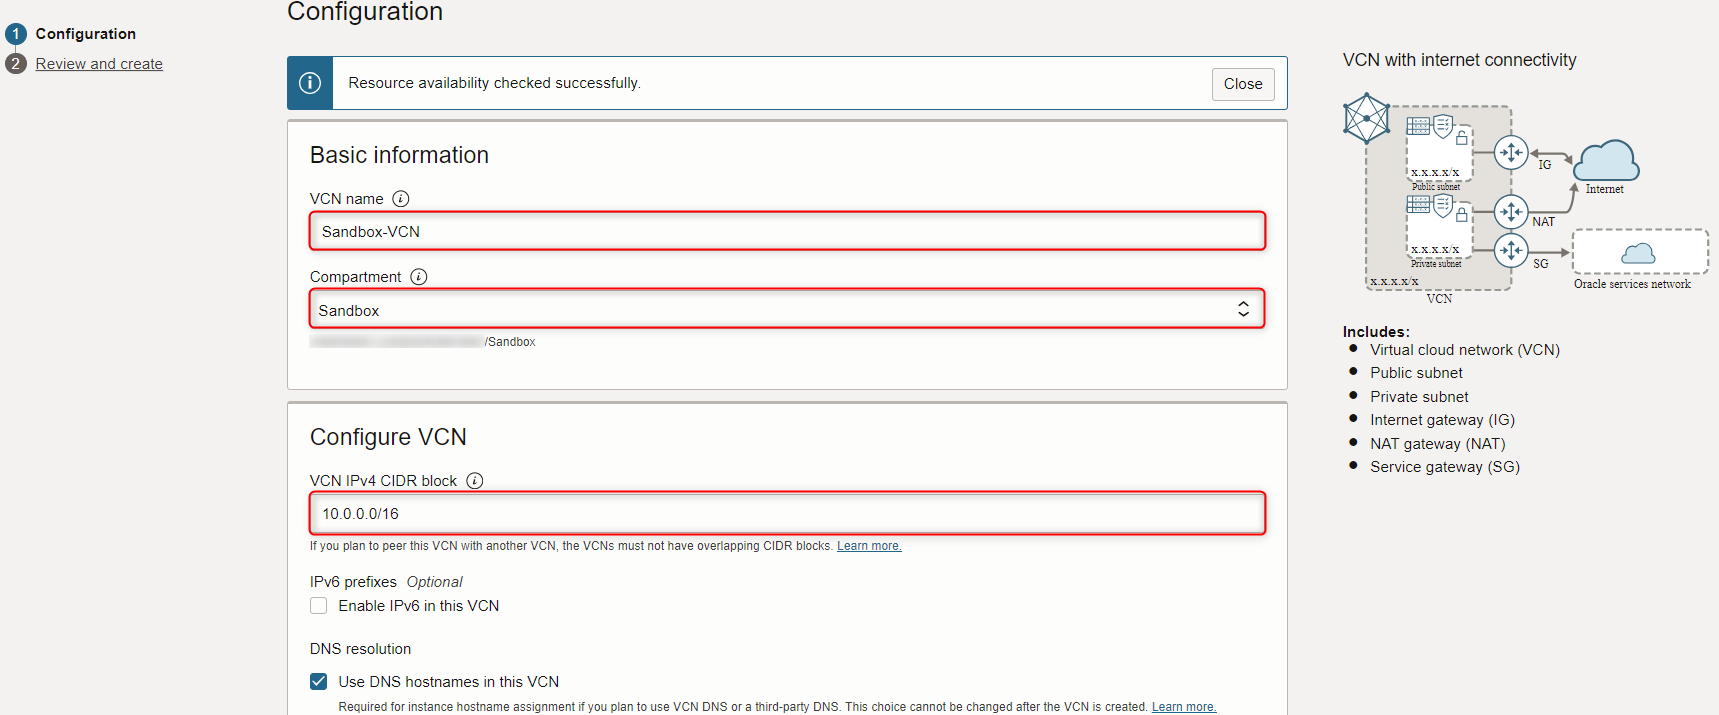 Configuration
1 Configuration
2 Review and create
Resource availability checked successfully.
Close
Basic information
VCN name
Sandbox-VCN
Compartment
Sandbox
/Sandbox
Configure VCN
VCN IPv4 CIDR block
10.0.0.0/16
If you plan to peer this VCN with another VCN, the VCNs must not have overlapping CIDR blocks. Learn more.
IPv6 prefixes Optional
Enable IPv6 in this VCN
DNS resolution
Use DNS hostnames in this VCN
Required for instance hostname assignment if you plan to use VCN DNS or a third-party DNS. This choice cannot be changed after the VCN is created. Learn more.
VCN with internet connectivity
x.x.x.x/x
Public subnet
IG
Internet
NAT
x.x.x.x/x
Private subnet
SG
x.x.x.x/x
VCN
Oracle services network
Includes:
Virtual cloud network (VCN)
Public subnet
Private subnet
Internet gateway (IG)
NAT gateway (NAT)
Service gateway (SG)